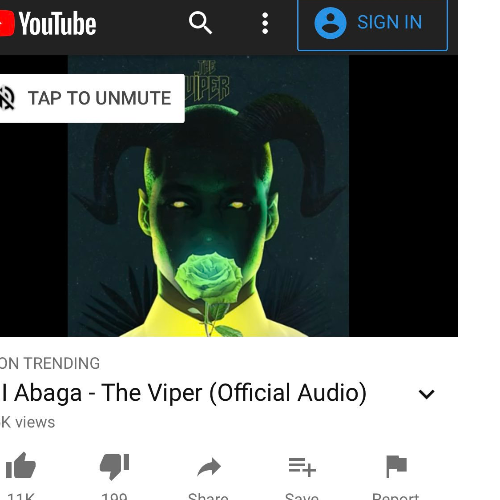 YouTube
SIGN IN
THE
VIPER
TAP TO UNMUTE
ON TRENDING
I Abaga - The Viper (Official Audio)
K views
11K
199
Share
Save
Report